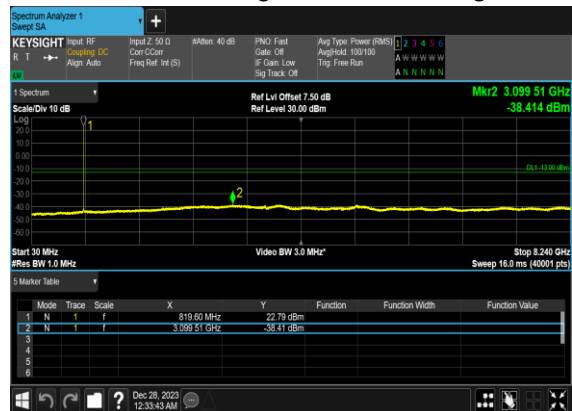 Spectrum Analyzer 1
Swept SA
+
KEYSIGHT Input: RF Input Z: 50 Ω #Atten: 40 dB PNO: Fast Avg Type: Power (RMS) 1 2 3 4 5 6
R T Coupling: DC Corr CCorr Gate: Off Avg|Hold: 100/100 A W W W W W
Align: Auto Freq Ref: Int (S) IF Gain: Low Trig: Free Run
Sig Track: Off A N N N N N
1 Spectrum Ref Lvl Offset 7.50 dB Mkr2 3.099 51 GHz
Scale/Div 10 dB Ref Level 30.00 dBm -38.414 dBm
Log
1
20.0
10.0
0.00
-10.0 DL1 -13.00 dBm
-20.0
-30.0
2
-40.0
-50.0
-60.0
Start 30 MHz Video BW 3.0 MHz* Stop 8.240 GHz
#Res BW 1.0 MHz Sweep 16.0 ms (40001 pts)
5 Marker Table
Mode Trace Scale X Y Function Function Width Function Value
1 N 1 f 819.60 MHz 22.79 dBm
2 N 1 f 3.099 51 GHz -38.41 dBm
3
4
5
6
? Dec 28, 2023
12:33:43 AM